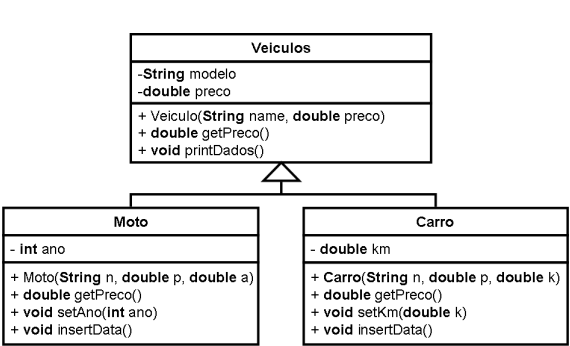 Veiculos
-String modelo
-double preco
+ Veiculo(String name, double preco)
+ double getPreco()
+ void printDados()
Moto
- int ano
+ Moto(String n, double p, double a)
+ double getPreco()
+ void setAno(int ano)
+ void insertData()
Carro
- double km
+ Carro(String n, double p, double k)
+ double getPreco()
+ void setKm(double k)
+ void insertData()